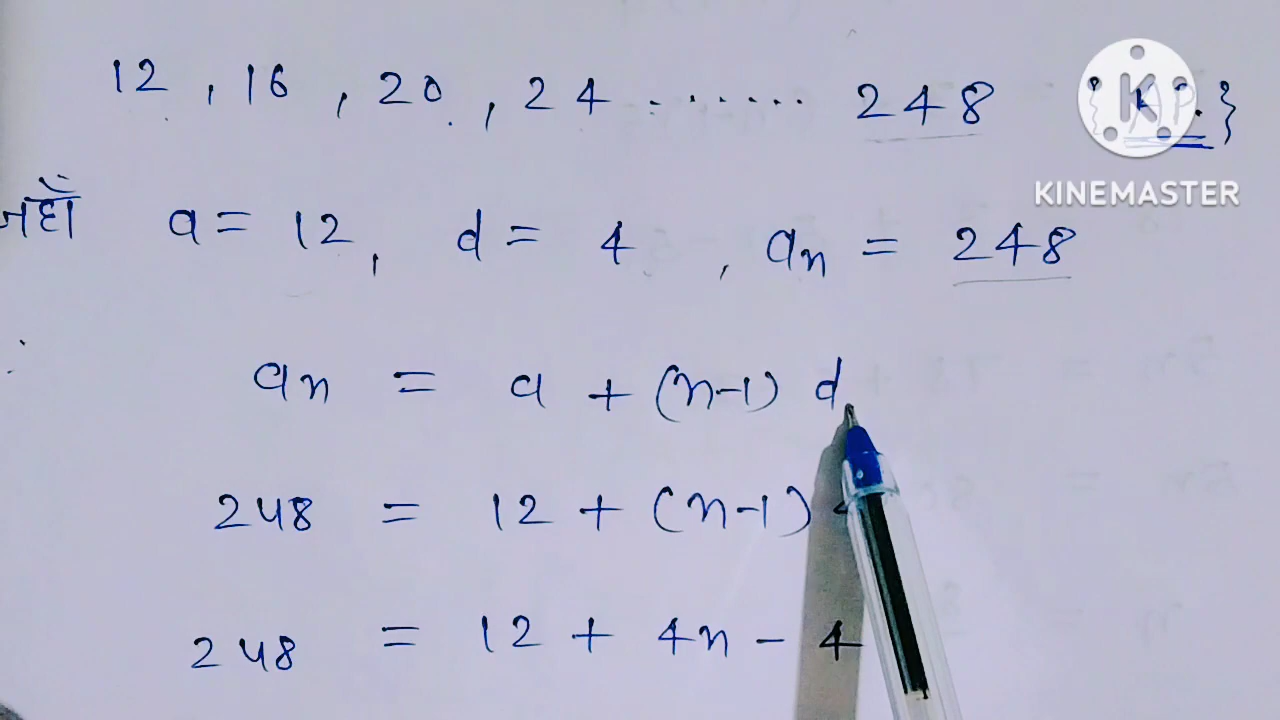 12 , 16 , 20 , 24 ....... 248
KINEMASTER
जहाँ a = 12 , d = 4 , an = 248
an = a + (n-1) d
248 = 12 + (n-1)
248 = 12 + 4n - 4